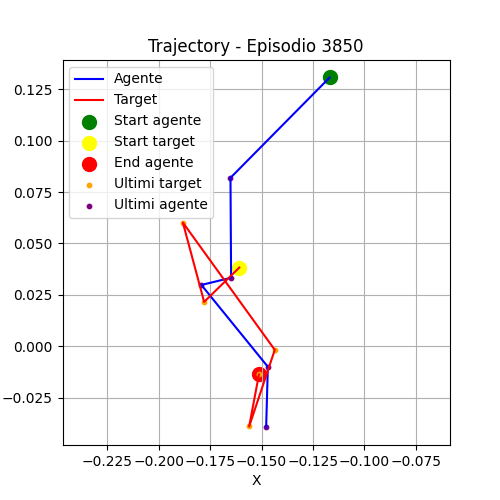 Trajectory - Episodio 3850
Agente
Target
Start agente
Start target
End agente
Ultimi target
Ultimi agente
0.125
0.100
0.075
0.050
0.025
0.000
−0.025
−0.225 −0.200 −0.175 −0.150 −0.125 −0.100 −0.075
X